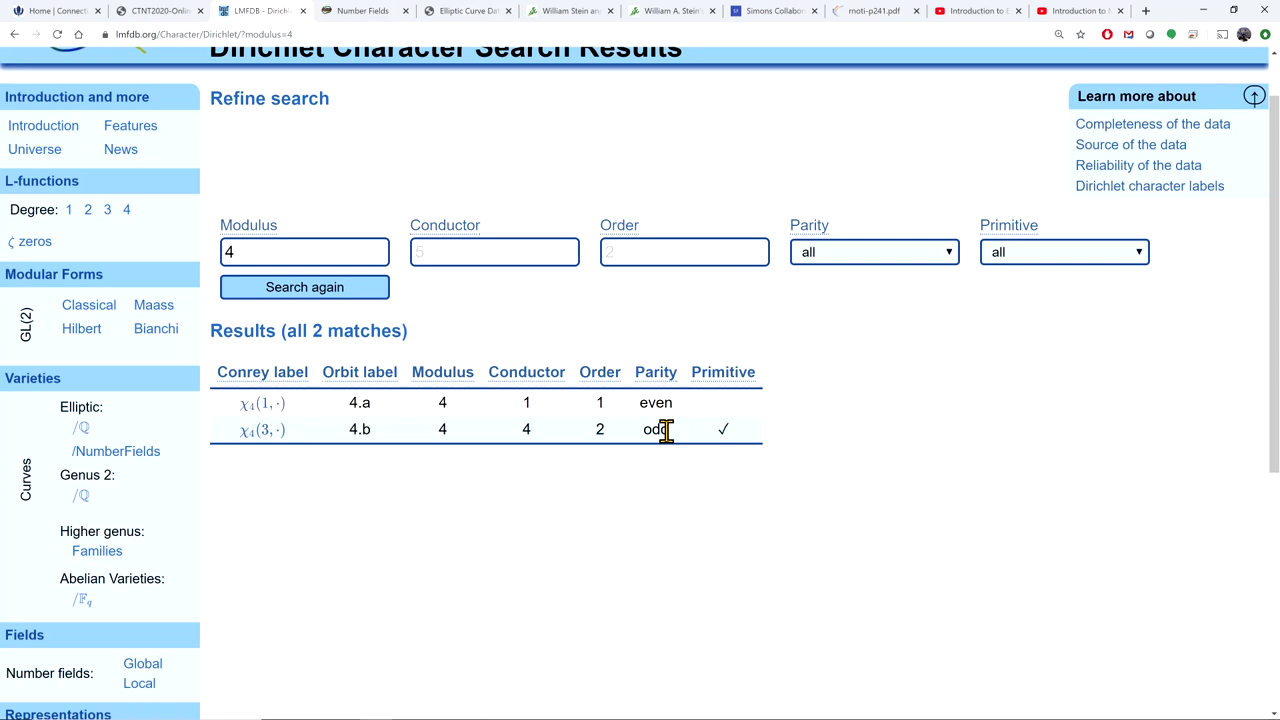 Home | Connecti
CTNT2020-Onlin
LMFDB - Dirichle
Number Fields
Elliptic Curve Dat
William Stein and
William A. Stein's
Simons Collabora
moti-p241.pdf
Introduction to E
Introduction to M
lmfdb.org/Character/Dirichlet/?modulus=4
Dirichlet Character Search Results
Introduction and more
Introduction Features
Universe News
L-functions
Degree: 1 2 3 4
ζ zeros
Modular Forms
GL(2)
Classical Maass
Hilbert Bianchi
Varieties
Curves
Elliptic:
/ℚ
/NumberFields
Genus 2:
/ℚ
Higher genus:
Families
Abelian Varieties:
/𝔽q
Fields
Number fields:
Global
Local
Representations
Refine search
Modulus Conductor Order Parity Primitive
4 5 2 all all
Search again
Results (all 2 matches)
Conrey label Orbit label Modulus Conductor Order Parity Primitive
χ4(1, ·) 4.a 4 1 1 even
χ4(3, ·) 4.b 4 4 2 odd ✓
Learn more about
Completeness of the data
Source of the data
Reliability of the data
Dirichlet character labels